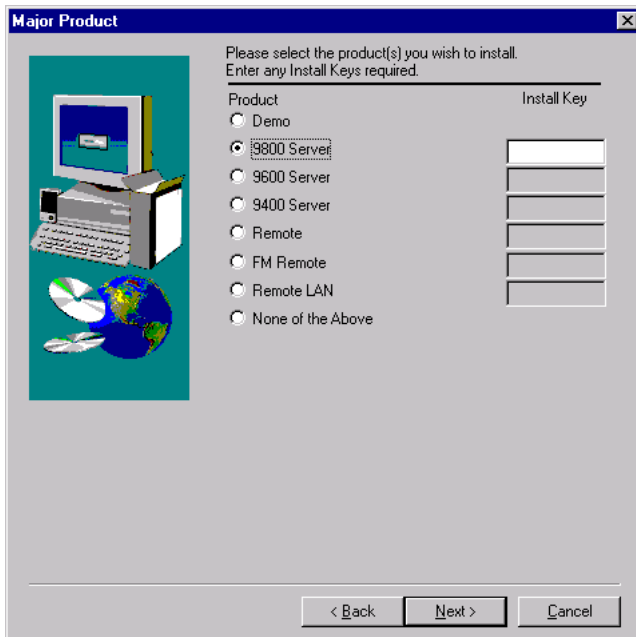 Major Product
Please select the product(s) you wish to install.
Enter any Install Keys required.
Product Install Key
Demo
9800 Server
9600 Server
9400 Server
Remote
FM Remote
Remote LAN
None of the Above
< Back Next > Cancel